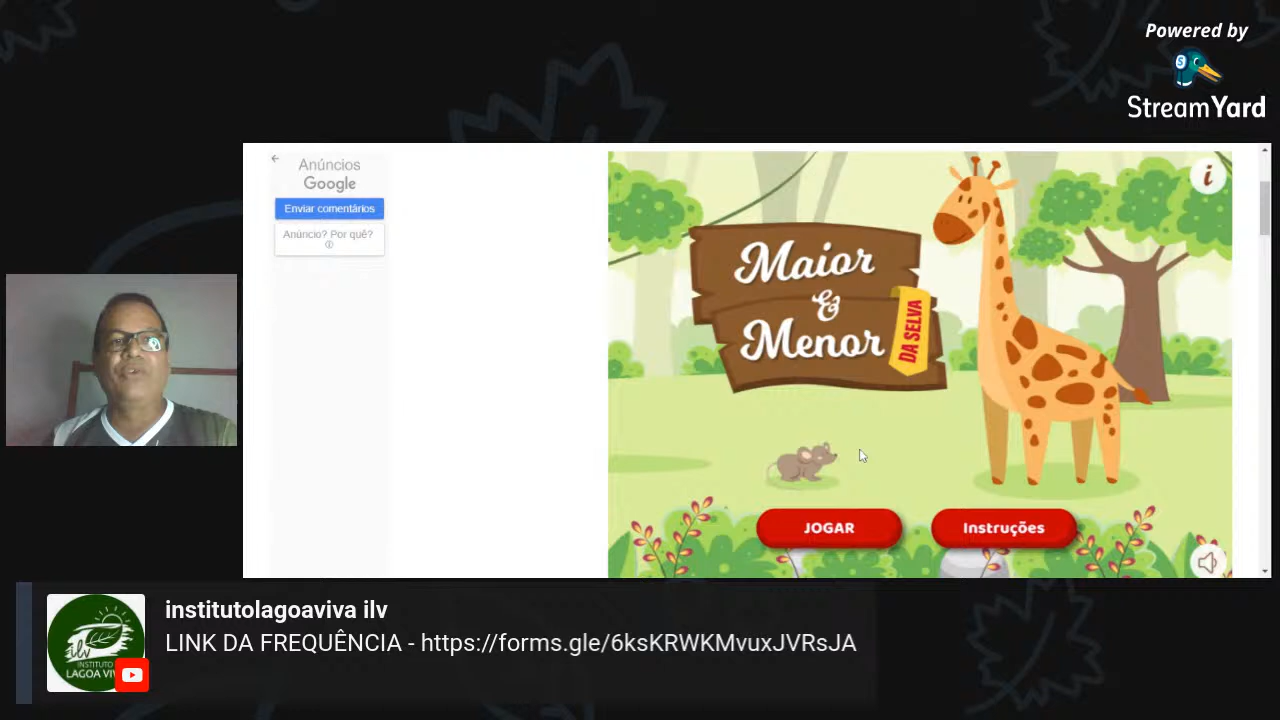 Powered by
StreamYard
Anúncios
Google
Enviar comentários
Anúncio? Por quê?
Maior
&
Menor
DA SELVA
i
JOGAR
Instruções
institutolagoaviva ilv
LINK DA FREQUÊNCIA - https://forms.gle/6ksKRWKMvuxJVRsJA
ilv
INSTITUTO
LAGOA VIV